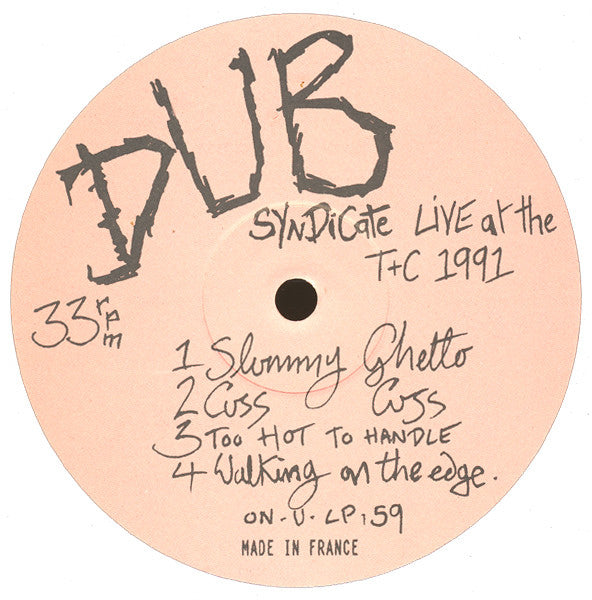 DUB
SYNDiCate LiVE at the
T+C 1991
33 rpm
1 Slummy Ghetto
2 Cuss Cuss
3 TOO HOT TO HANDLE
4 Walking on the edge.
ON-U-LP:59
MADE IN FRANCE